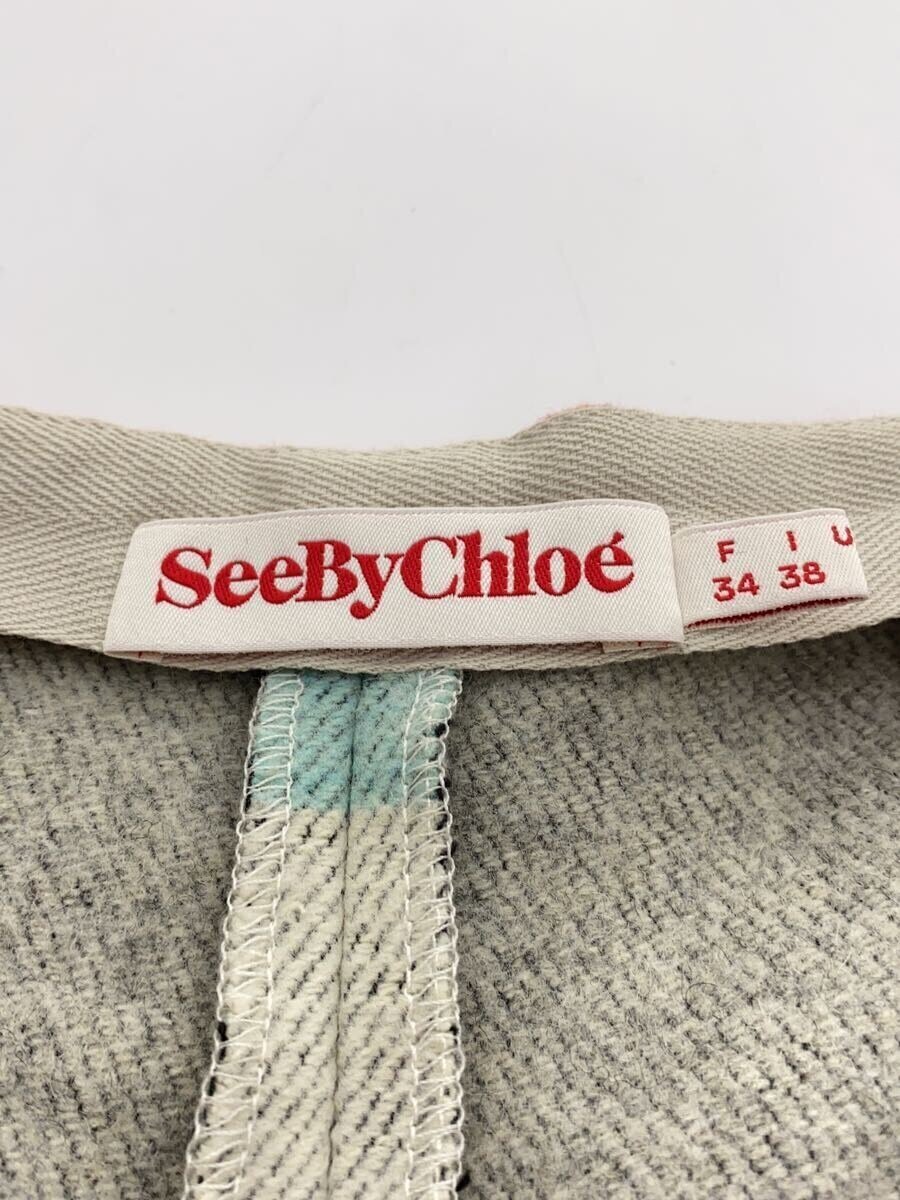 SeeByChloé
F I U
34 38